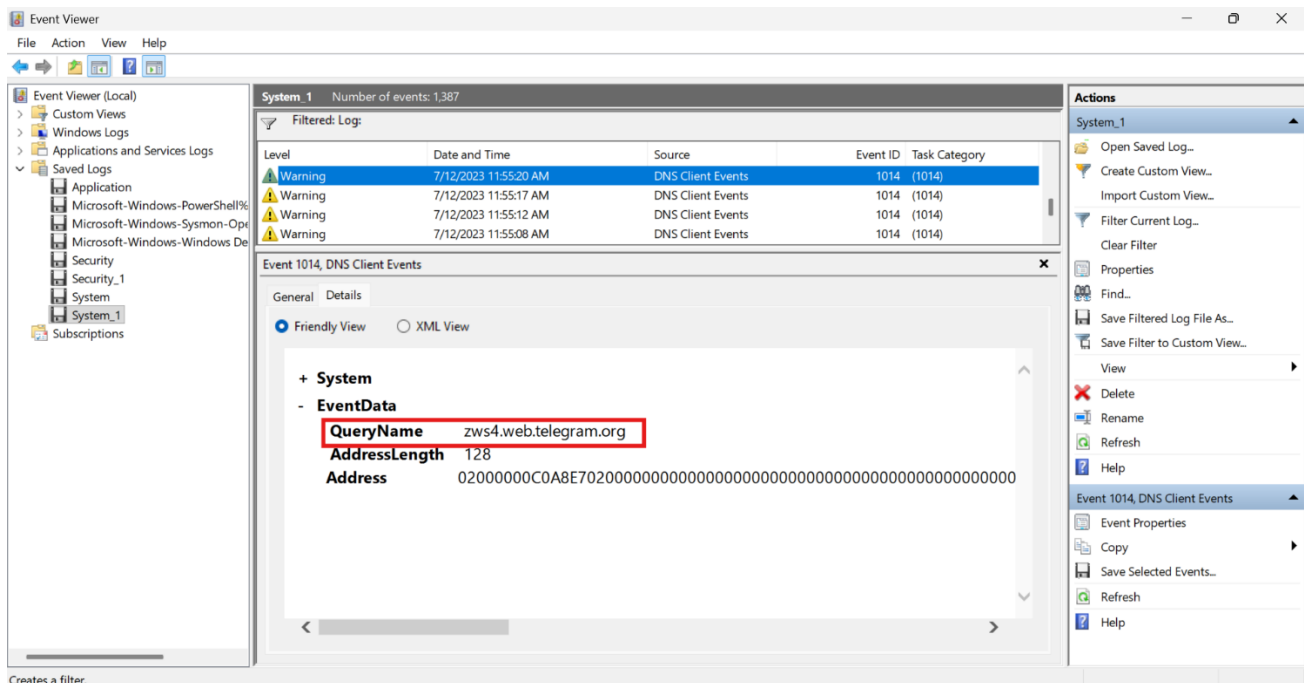 Event Viewer
File Action View Help
Event Viewer (Local)
Custom Views
Windows Logs
Applications and Services Logs
Saved Logs
Application
Microsoft-Windows-PowerShell%
Microsoft-Windows-Sysmon-Ope
Microsoft-Windows-Windows De
Security
Security_1
System
System_1
Subscriptions
System_1 Number of events: 1,387
Filtered: Log:
Level Date and Time Source Event ID Task Category
Warning 7/12/2023 11:55:20 AM DNS Client Events 1014 (1014)
Warning 7/12/2023 11:55:17 AM DNS Client Events 1014 (1014)
Warning 7/12/2023 11:55:12 AM DNS Client Events 1014 (1014)
Warning 7/12/2023 11:55:08 AM DNS Client Events 1014 (1014)
Event 1014, DNS Client Events
General Details
Friendly View XML View
+ System
- EventData
QueryName zws4.web.telegram.org
AddressLength 128
Address
Actions
System_1
Open Saved Log...
Create Custom View...
Import Custom View...
Filter Current Log...
Clear Filter
Properties
Find...
Save Filtered Log File As...
Save Filter to Custom View...
View
Delete
Rename
Refresh
Help
Event 1014, DNS Client Events
Event Properties
Copy
Save Selected Events...
Refresh
Help
Creates a filter.